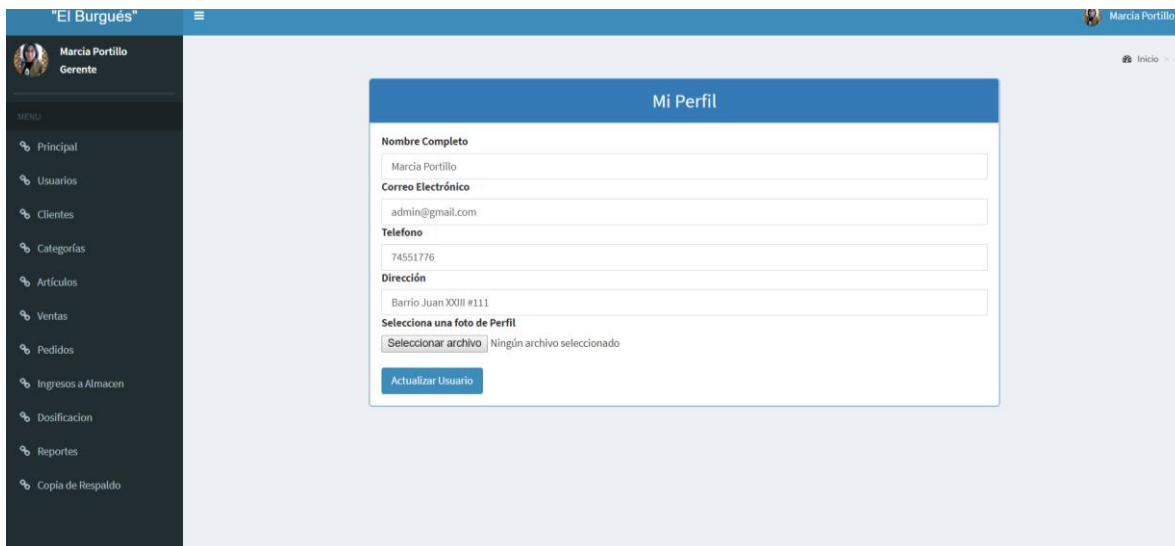 "El Burgués"
Marcia Portillo
Marcia Portillo
Gerente
Inicio >
MENU
Principal
Usuarios
Clientes
Categorías
Artículos
Ventas
Pedidos
Ingresos a Almacen
Dosificacion
Reportes
Copia de Respaldo
Mi Perfil
Nombre Completo
Marcia Portillo
Correo Electrónico
admin@gmail.com
Telefono
74551776
Dirección
Barrio Juan XXIII #111
Selecciona una foto de Perfil
Seleccionar archivo Ningún archivo seleccionado
Actualizar Usuario